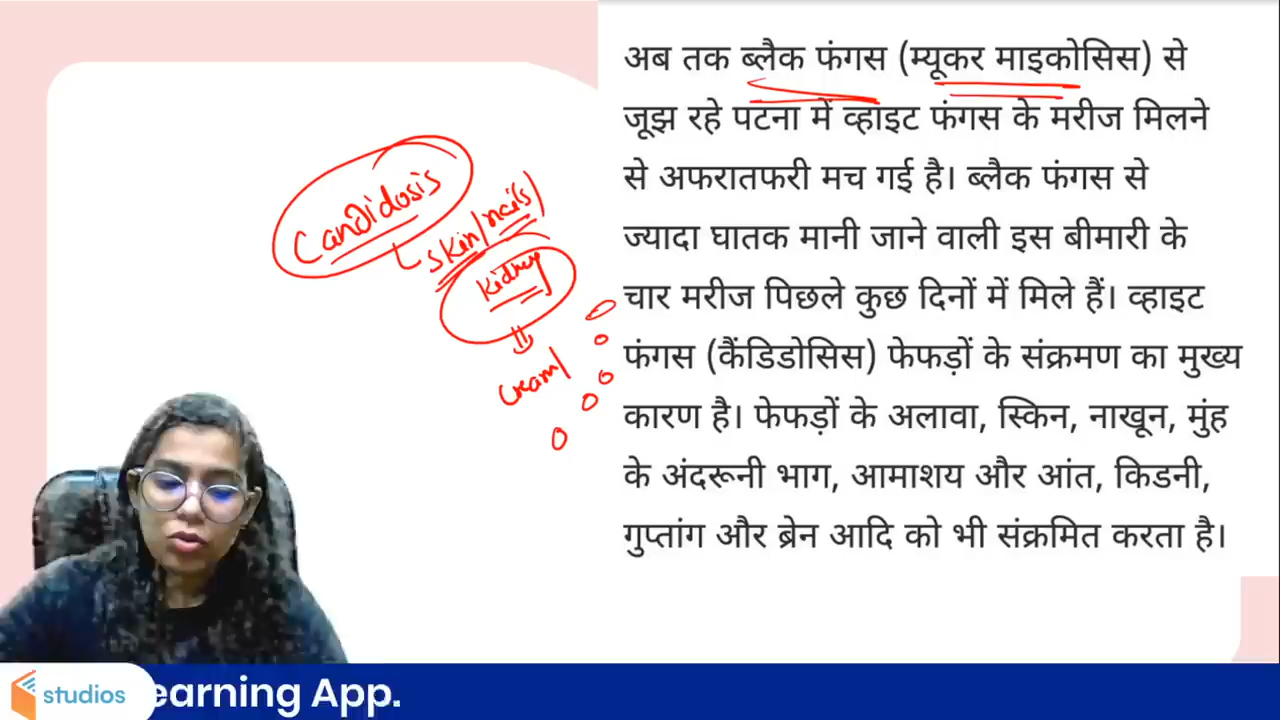 अब तक ब्लैक फंगस (म्यूकर माइकोसिस) से
जूझ रहे पटना में व्हाइट फंगस के मरीज मिलने
से अफरातफरी मच गई है। ब्लैक फंगस से
ज्यादा घातक मानी जाने वाली इस बीमारी के
चार मरीज पिछले कुछ दिनों में मिले हैं। व्हाइट
फंगस (कैंडिडोसिस) फेफड़ों के संक्रमण का मुख्य
कारण है। फेफड़ों के अलावा, स्किन, नाखून, मुंह
के अंदरूनी भाग, आमाशय और आंत, किडनी,
गुप्तांग और ब्रेन आदि को भी संक्रमित करता है।
Candidosis
skin/nails/
Kidney
cream/
studios
earning App.